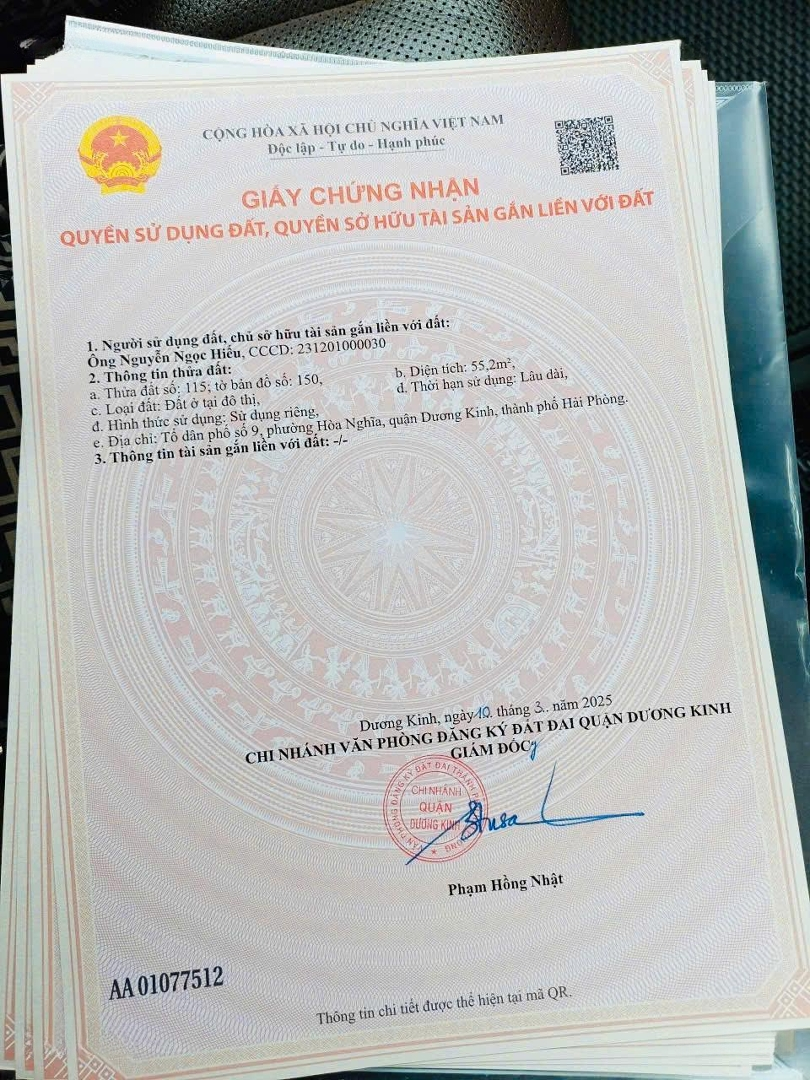 CỘNG HÒA XÃ HỘI CHỦ NGHĨA VIỆT NAM
Độc lập - Tự do - Hạnh phúc
GIẤY CHỨNG NHẬN
QUYỀN SỬ DỤNG ĐẤT, QUYỀN SỞ HỮU TÀI SẢN GẮN LIỀN VỚI ĐẤT
1. Người sử dụng đất, chủ sở hữu tài sản gắn liền với đất:
Ông Nguyễn Ngọc Hiếu, CCCD: 231201000030
2. Thông tin thửa đất:
a. Thửa đất số: 115; tờ bản đồ số: 150, b. Diện tích: 55,2m²,
c. Loại đất: Đất ở tại đô thị, d. Thời hạn sử dụng: Lâu dài,
đ. Hình thức sử dụng: Sử dụng riêng,
e. Địa chỉ: Tổ dân phố số 9, phường Hòa Nghĩa, quận Dương Kinh, thành phố Hải Phòng.
3. Thông tin tài sản gắn liền với đất: -/-
Dương Kinh, ngày 10 tháng 3 năm 2025
CHI NHÁNH VĂN PHÒNG ĐĂNG KÝ ĐẤT ĐAI QUẬN DƯƠNG KINH
GIÁM ĐỐC
VĂN PHÒNG ĐĂNG KÝ ĐẤT ĐAI THÀNH
CHI NHÁNH
QUẬN
DƯƠNG KINH
Phạm Hồng Nhật
AA 01077512
Thông tin chi tiết được thể hiện tại mã QR.